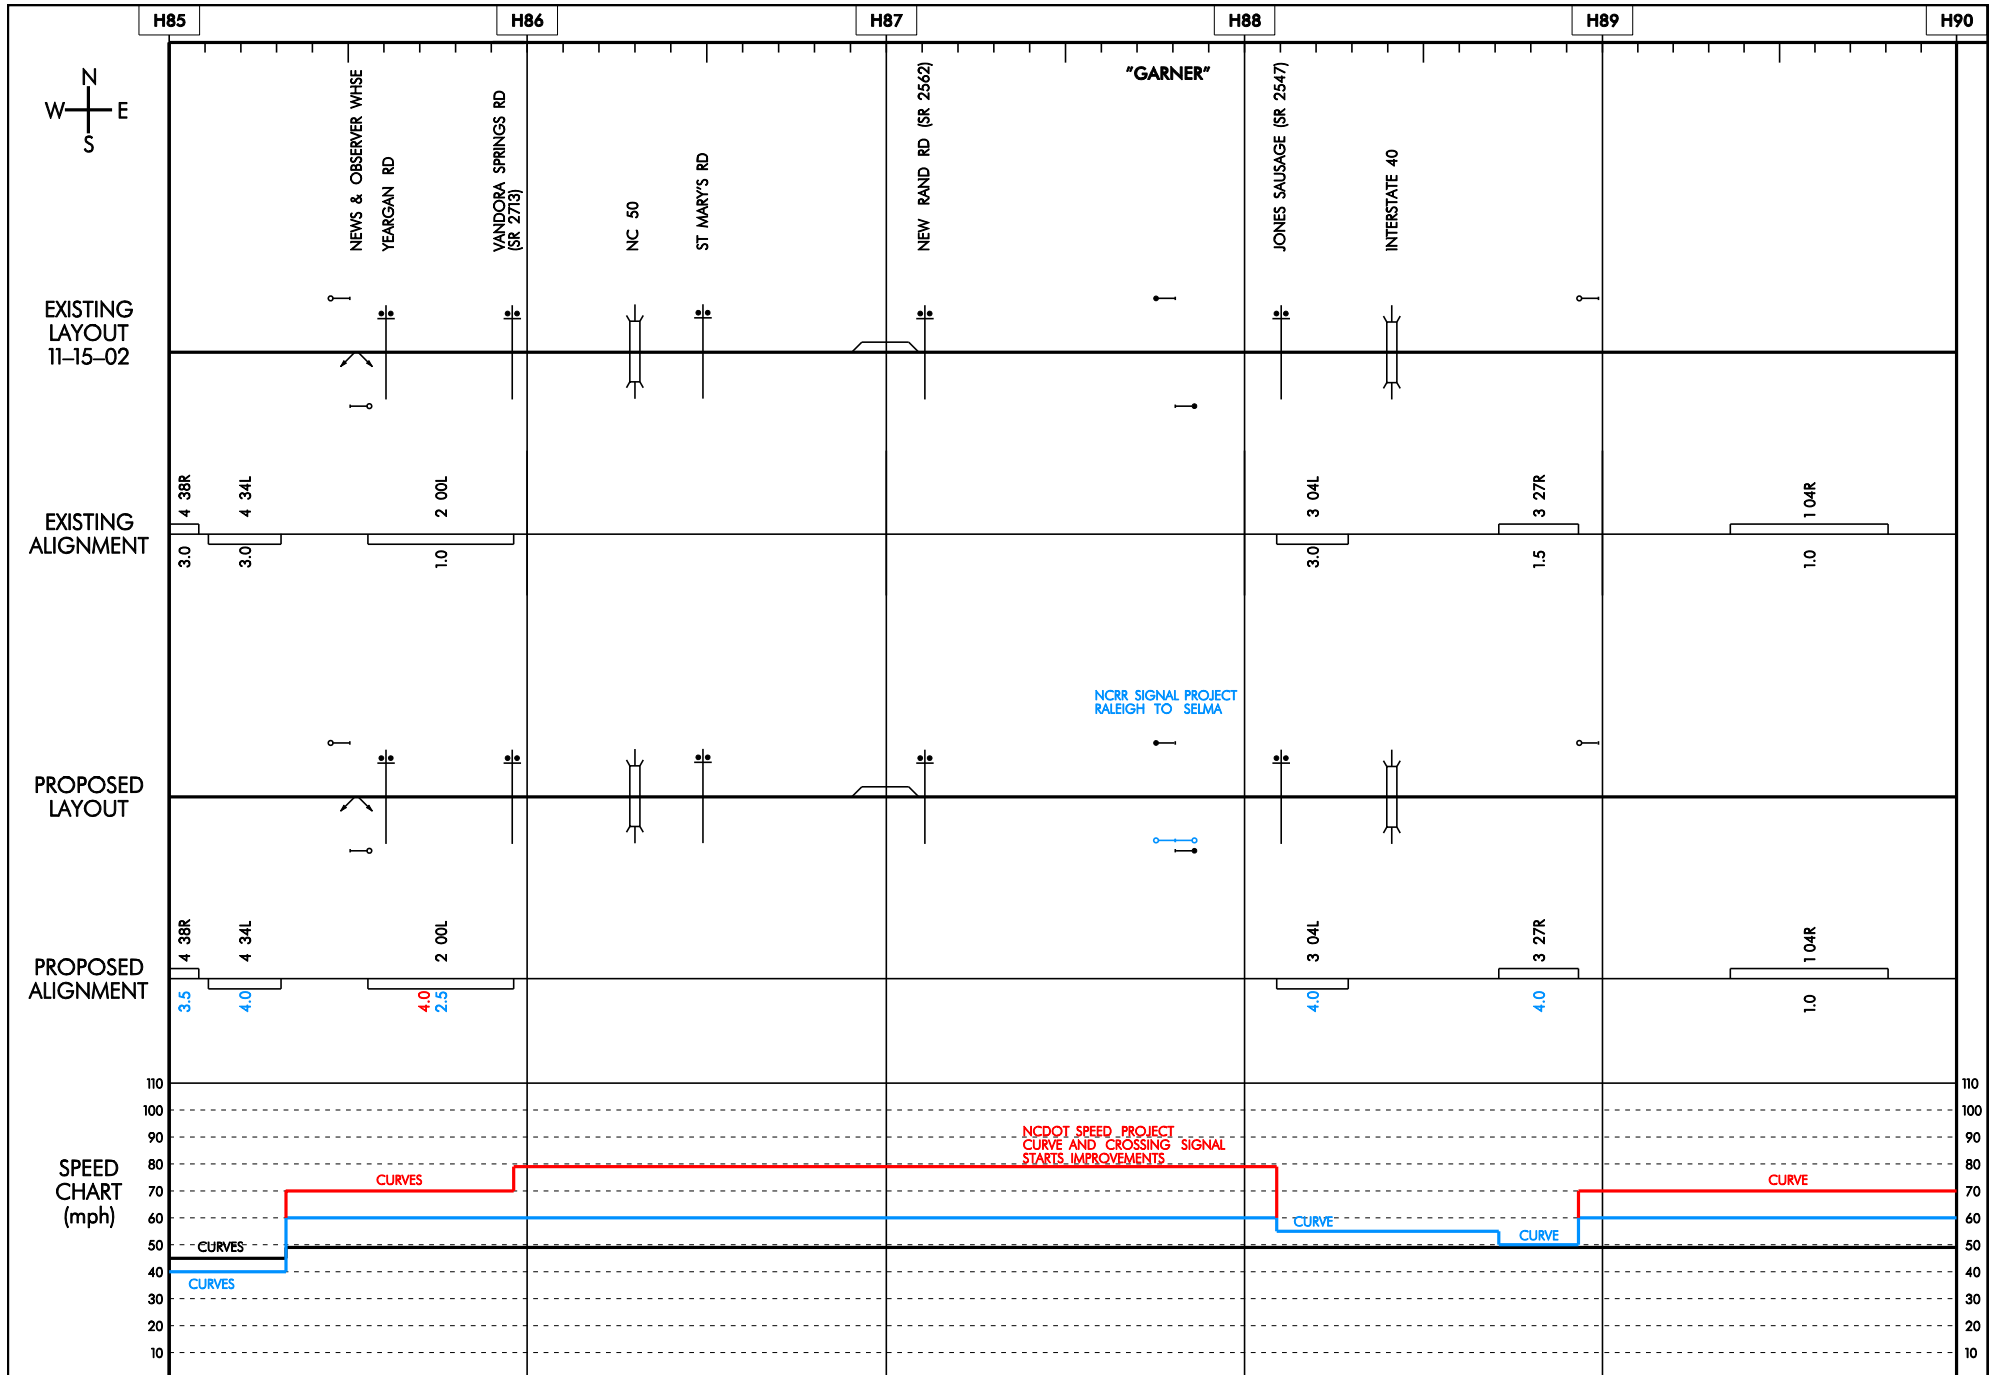 H85 H86 H87 H88 H89 H90
N
W E
S
NEWS & OBSERVER WHSE
YEARGAN RD
VANDORA SPRINGS RD
(SR 2713)
NC 50
ST MARY'S RD
NEW RAND RD (SR 2562)
"GARNER"
JONES SAUSAGE (SR 2547)
INTERSTATE 40
EXISTING
LAYOUT
11–15–02
EXISTING
ALIGNMENT
4 38R
4 34L
2 00L
3 04L
3 27R
1 04R
3.0
3.0
1.0
3.0
1.5
1.0
NCRR SIGNAL PROJECT
RALEIGH TO SELMA
PROPOSED
LAYOUT
PROPOSED
ALIGNMENT
4 38R
4 34L
2 00L
3 04L
3 27R
1 04R
3.5
4.0
4.0
2.5
4.0
4.0
1.0
SPEED
CHART
(mph)
110
100
90
80
70
60
50
40
30
20
10
NCDOT SPEED PROJECT
CURVE AND CROSSING SIGNAL
STARTS IMPROVEMENTS
CURVES
CURVE
CURVE
CURVE
CURVES
CURVES
110
100
90
80
70
60
50
40
30
20
10